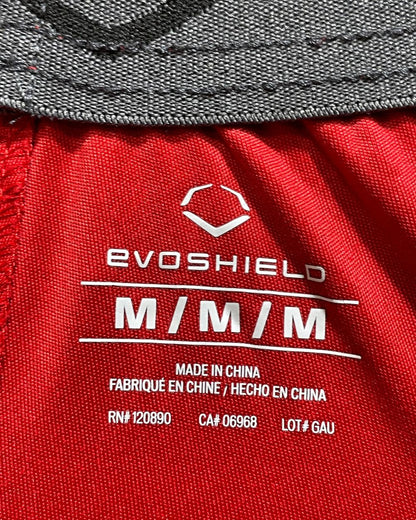 EVOSHIELD
M / M / M
MADE IN CHINA
FABRIQUÉ EN CHINE / HECHO EN CHINA
RN# 120890 CA# 06968 LOT# GAU